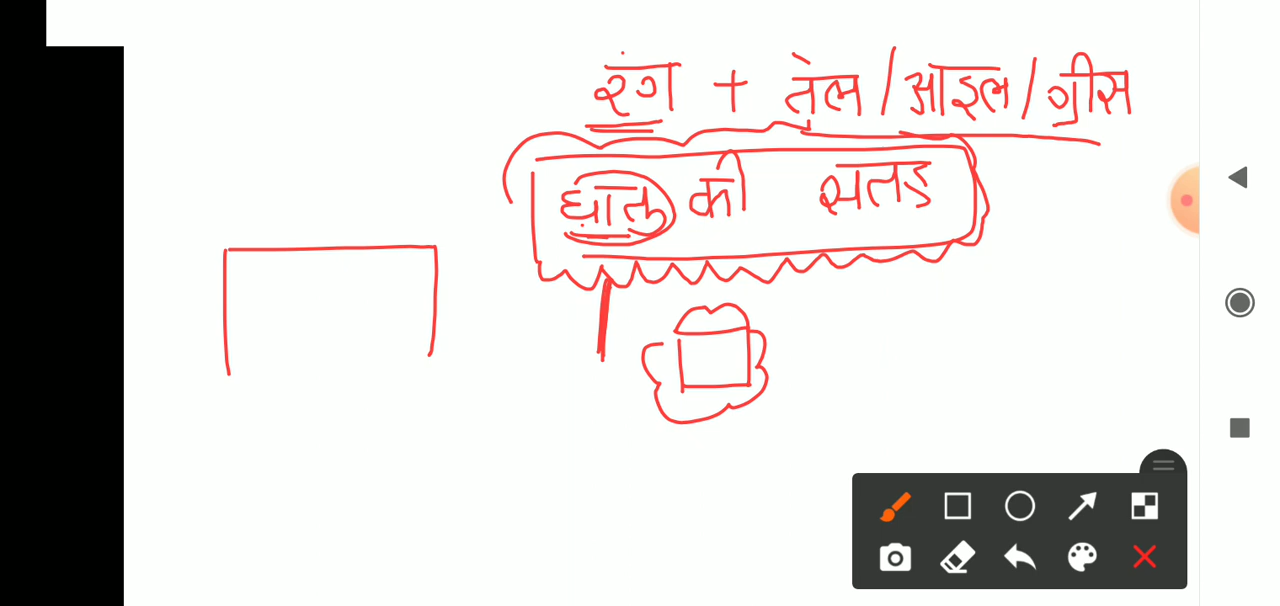 रंग + तेल / आइल / ग्रीस
धातु की सतह